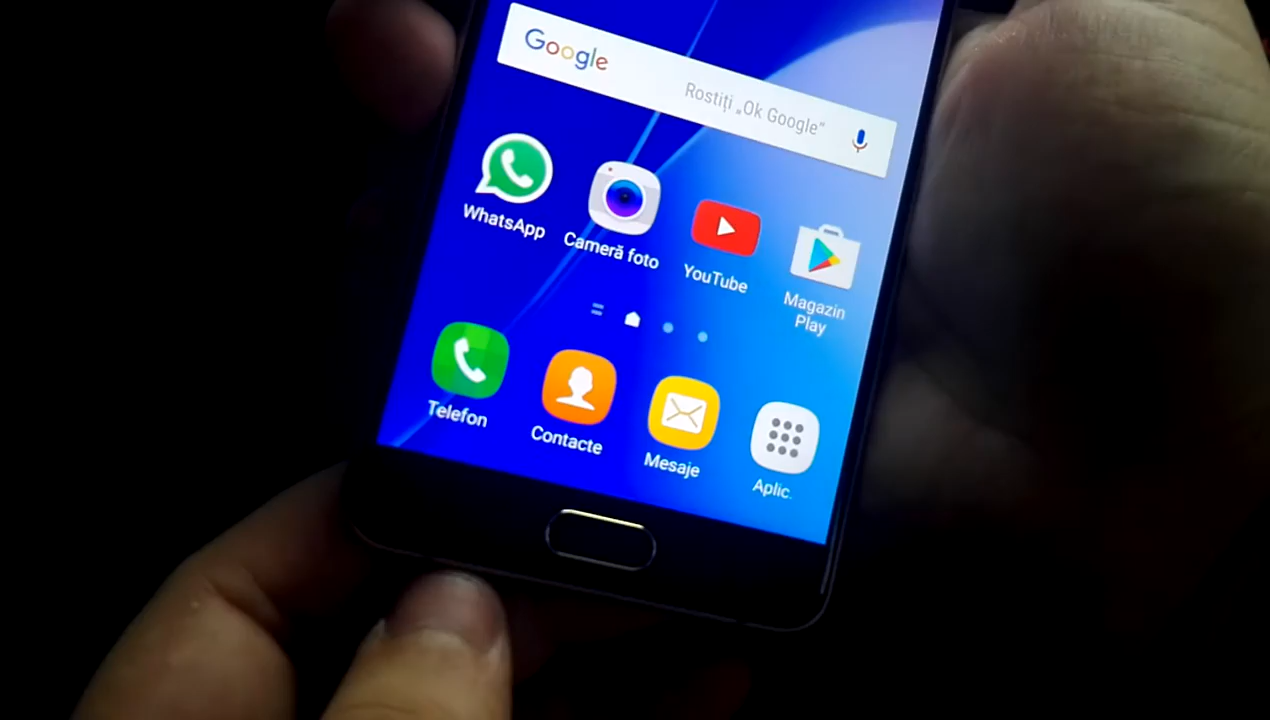 Google
Rostiți „Ok Google“
WhatsApp
Cameră foto
YouTube
Magazin
Play
Telefon
Contacte
Mesaje
Aplic.